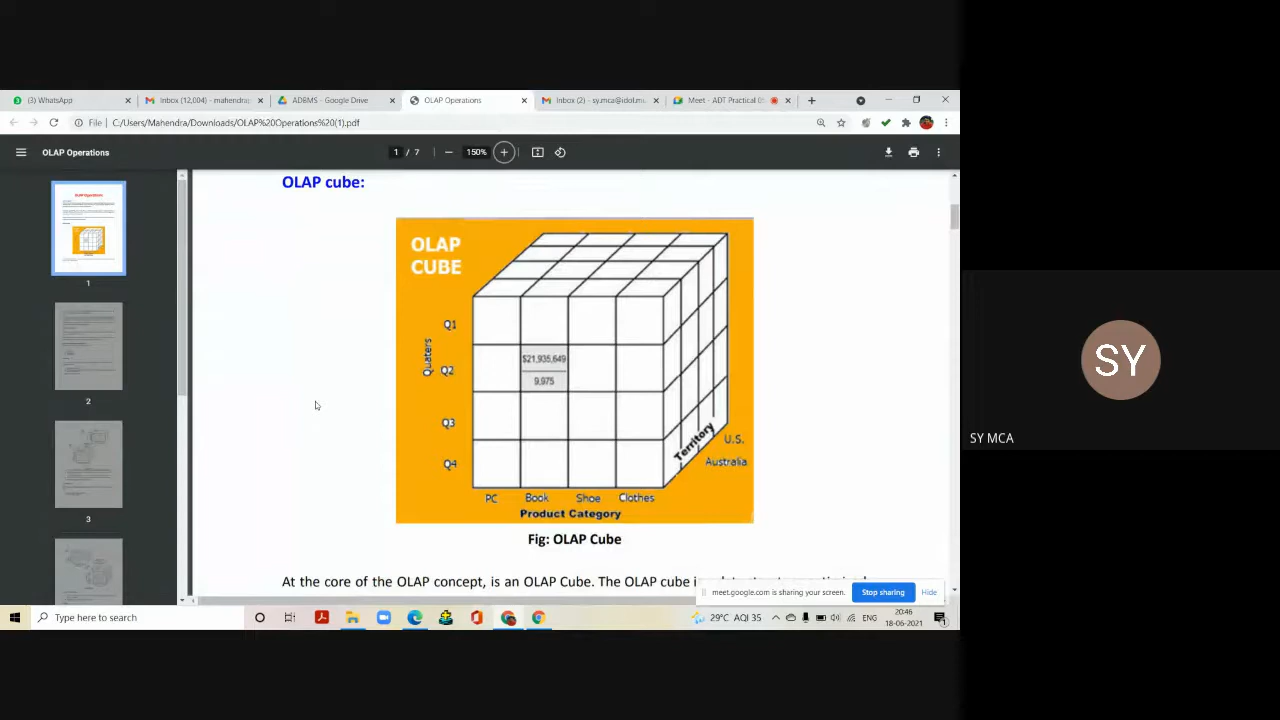 (3) WhatsApp
Inbox (12,004) - mahendra
ADBMS - Google Drive
OLAP Operations
Inbox (2) - sy.mca@idol.mu
Meet - ADT Practical
File
C:/Users/Mahendra/Downloads/OLAP%20Operations%20(1).pdf
OLAP Operations
1 / 7
150%
OLAP cube:
OLAP
CUBE
Q1
Quaters
Q2
$21,935,649
9,975
Q3
Q4
Territory
U.S.
Australia
PC Book Shoe Clothes
Product Category
Fig: OLAP Cube
At the core of the OLAP concept, is an OLAP Cube. The OLAP cube
1
2
3
meet.google.com is sharing your screen.
Stop sharing
Hide
Type here to search
29°C AQI 35
ENG
20:46
18-06-2021
SY
SY MCA